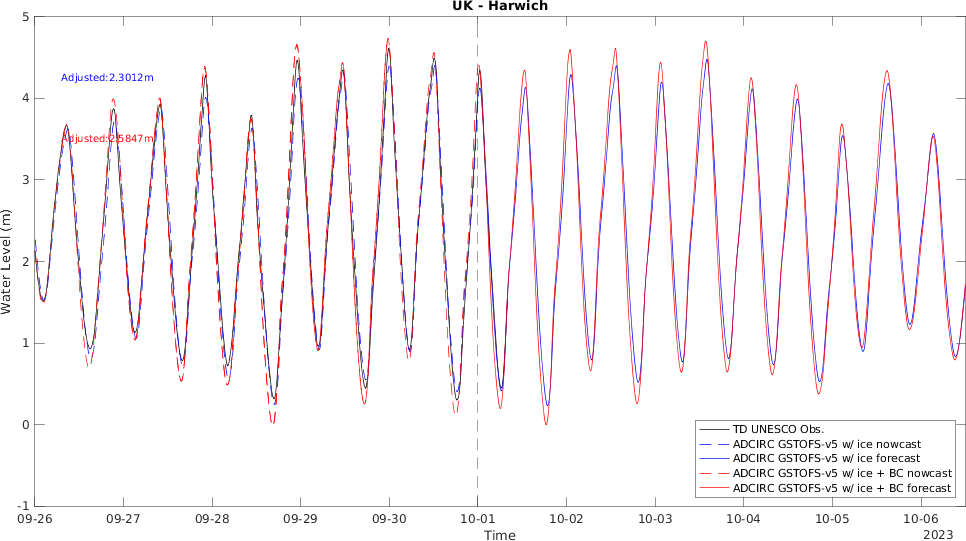 UK - Harwich
5
4
3
2
1
0
-1
Water Level (m)
Adjusted:2.3012m
Adjusted:2.5847m
TD UNESCO Obs.
ADCIRC GSTOFS-v5 w/ ice nowcast
ADCIRC GSTOFS-v5 w/ ice forecast
ADCIRC GSTOFS-v5 w/ ice + BC nowcast
ADCIRC GSTOFS-v5 w/ ice + BC forecast
09-26 09-27 09-28 09-29 09-30 10-01 10-02 10-03 10-04 10-05 10-06
Time
2023